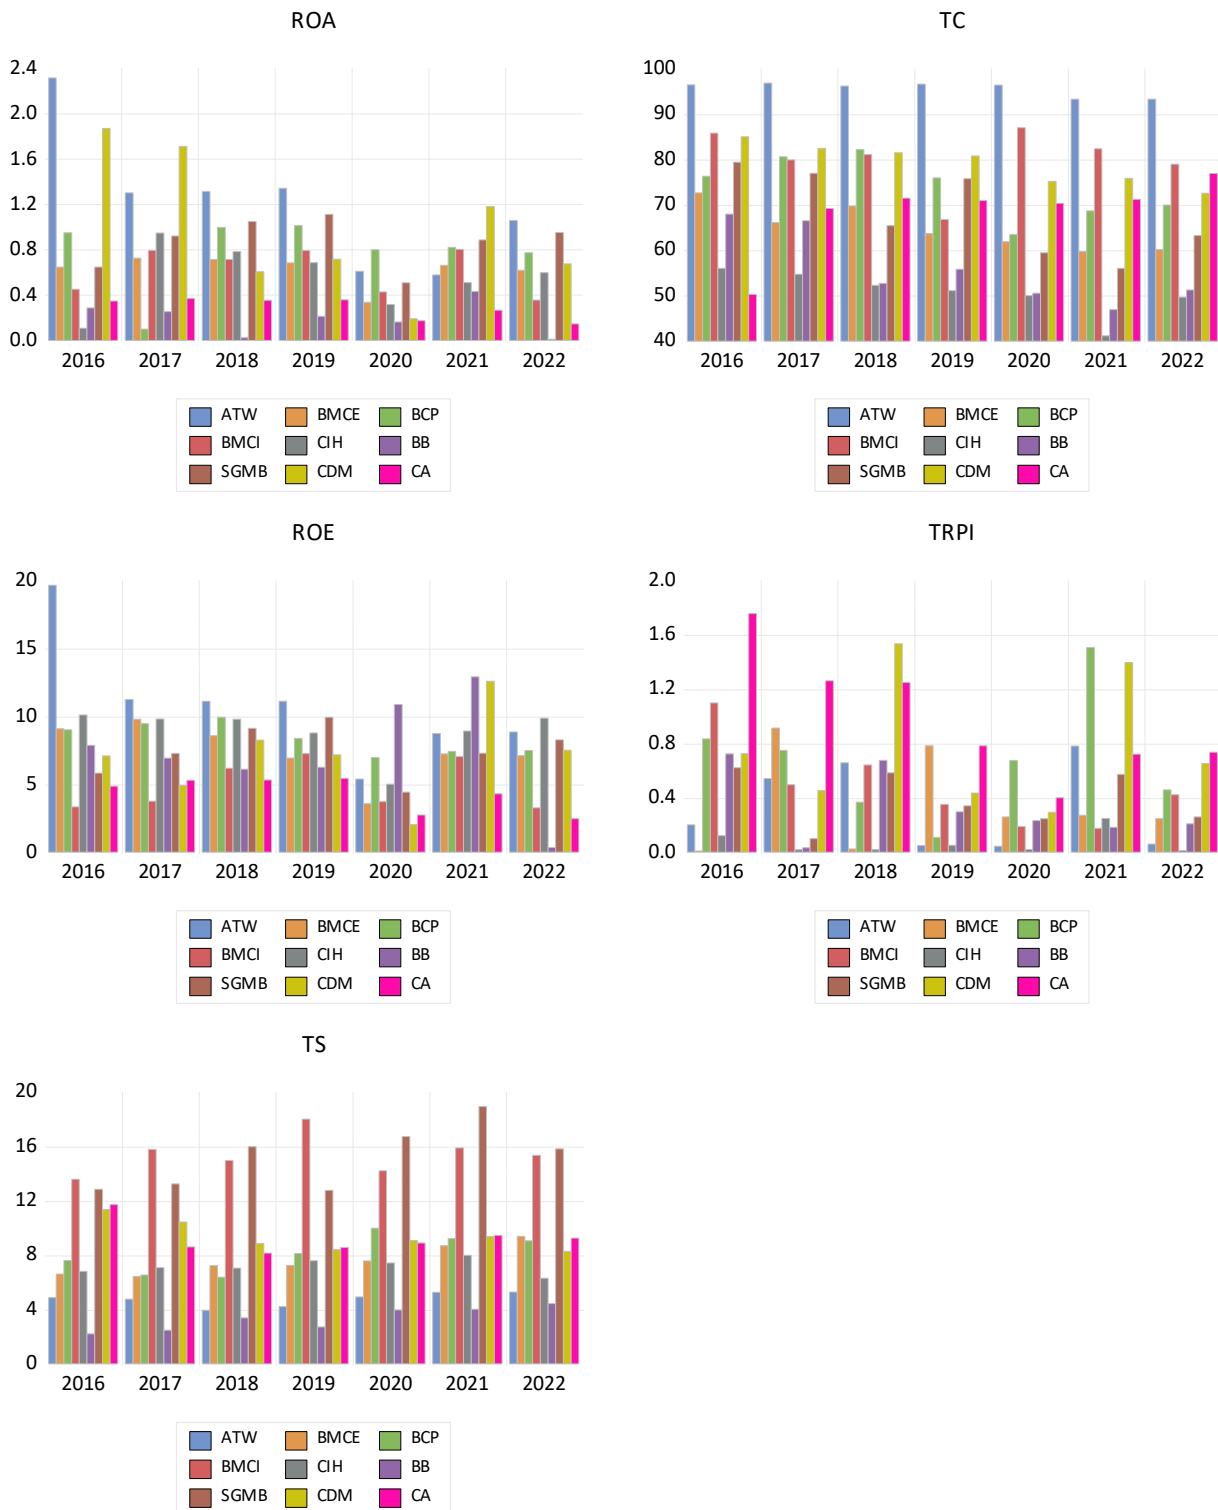 ROA
2.4
2.0
1.6
1.2
0.8
0.4
0.0
2016 2017 2018 2019 2020 2021 2022
ATW BMCE BCP
BMCI CIH BB
SGMB CDM CA
TC
100
90
80
70
60
50
40
2016 2017 2018 2019 2020 2021 2022
ATW BMCE BCP
BMCI CIH BB
SGMB CDM CA
ROE
20
15
10
5
0
2016 2017 2018 2019 2020 2021 2022
ATW BMCE BCP
BMCI CIH BB
SGMB CDM CA
TRPI
2.0
1.6
1.2
0.8
0.4
0.0
2016 2017 2018 2019 2020 2021 2022
ATW BMCE BCP
BMCI CIH BB
SGMB CDM CA
TS
20
16
12
8
4
0
2016 2017 2018 2019 2020 2021 2022
ATW BMCE BCP
BMCI CIH BB
SGMB CDM CA